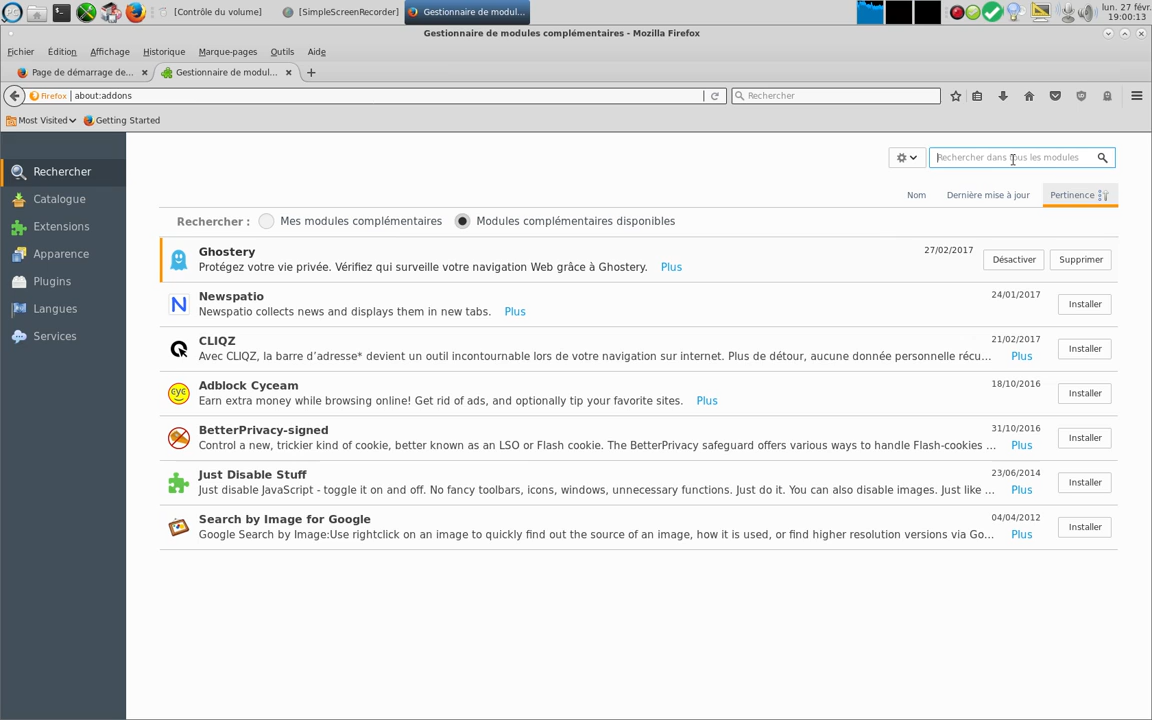 [Contrôle du volume]
[SimpleScreenRecorder]
Gestionnaire de modul...
lun. 27 févr.
19:00:13
Gestionnaire de modules complémentaires - Mozilla Firefox
Fichier Édition Affichage Historique Marque-pages Outils Aide
Page de démarrage de...
Gestionnaire de modul...
Firefox about:addons
Rechercher
Most Visited
Getting Started
Rechercher
Catalogue
Extensions
Apparence
Plugins
Langues
Services
Rechercher dans tous les modules
Nom Dernière mise à jour Pertinence
Rechercher : Mes modules complémentaires Modules complémentaires disponibles
Ghostery 27/02/2017
Protégez votre vie privée. Vérifiez qui surveille votre navigation Web grâce à Ghostery. Plus
Désactiver Supprimer
Newspatio 24/01/2017
Newspatio collects news and displays them in new tabs. Plus
Installer
CLIQZ 21/02/2017
Avec CLIQZ, la barre d’adresse* devient un outil incontournable lors de votre navigation sur internet. Plus de détour, aucune donnée personnelle récu... Plus
Installer
Adblock Cyceam 18/10/2016
Earn extra money while browsing online! Get rid of ads, and optionally tip your favorite sites. Plus
Installer
BetterPrivacy-signed 31/10/2016
Control a new, trickier kind of cookie, better known as an LSO or Flash cookie. The BetterPrivacy safeguard offers various ways to handle Flash-cookies ... Plus
Installer
Just Disable Stuff 23/06/2014
Just disable JavaScript - toggle it on and off. No fancy toolbars, icons, windows, unnecessary functions. Just do it. You can also disable images. Just like ... Plus
Installer
Search by Image for Google 04/04/2012
Google Search by Image:Use rightclick on an image to quickly find out the source of an image, how it is used, or find higher resolution versions via Go... Plus
Installer